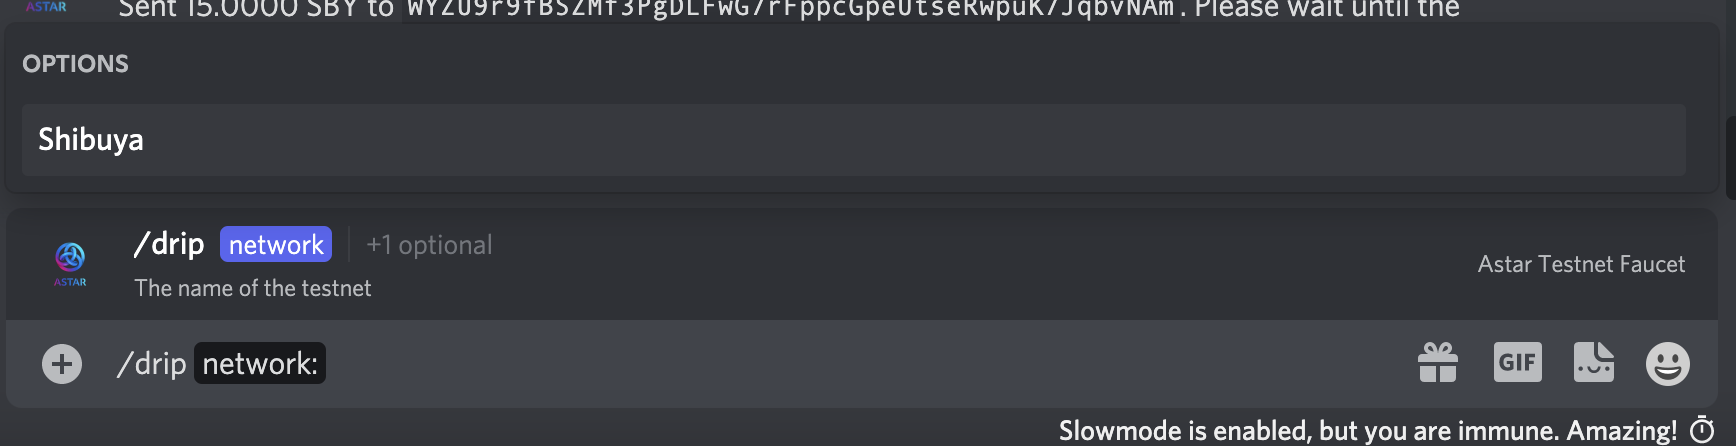 ASTAR
Sent 15.0000 SBY to WYZU9r9fBSZMf3PgDLFwG7rFppcGpeUtseRwpuK7JqbvNAm. Please wait until the
OPTIONS
Shibuya
/drip network +1 optional
ASTAR
The name of the testnet
Astar Testnet Faucet
/drip network:
GIF
Slowmode is enabled, but you are immune. Amazing!